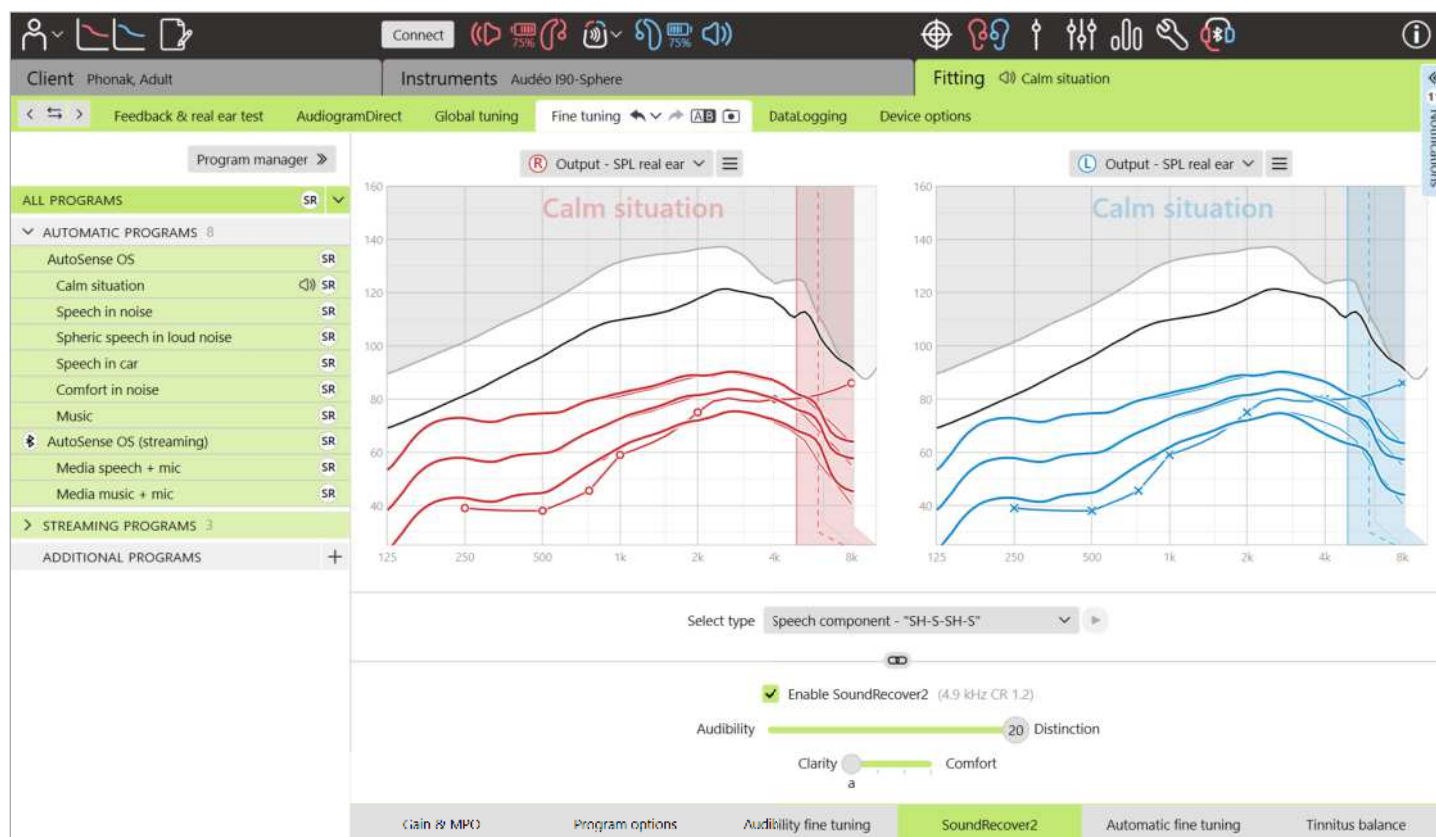 Connect
75%
75%
Client Phonak, Adult
Instruments Audéo I90-Sphere
Fitting Calm situation
Feedback & real ear test
AudiogramDirect
Global tuning
Fine tuning
AB
DataLogging
Device options
Notifications
Program manager
ALL PROGRAMS SR
AUTOMATIC PROGRAMS 8
AutoSense OS SR
Calm situation SR
Speech in noise SR
Spheric speech in loud noise SR
Speech in car SR
Comfort in noise SR
Music SR
AutoSense OS (streaming) SR
Media speech + mic SR
Media music + mic SR
STREAMING PROGRAMS 3
ADDITIONAL PROGRAMS +
R Output - SPL real ear
Calm situation
160
140
120
100
80
60
40
125 250 500 1k 2k 4k 8k
L Output - SPL real ear
Calm situation
160
140
120
100
80
60
40
125 250 500 1k 2k 4k 8k
Select type Speech component - "SH-S-SH-S"
Enable SoundRecover2 (4.9 kHz CR 1.2)
Audibility 20 Distinction
Clarity Comfort
a
Gain & MPO
Program options
Audibility fine tuning
SoundRecover2
Automatic fine tuning
Tinnitus balance